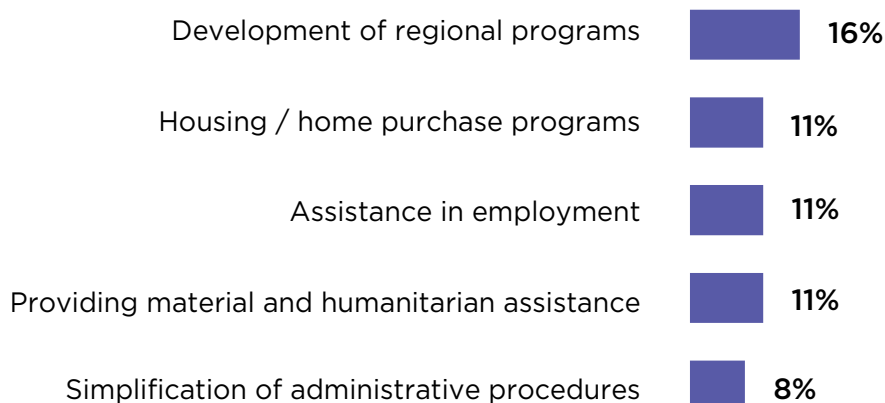 Development of regional programs 16%
Housing / home purchase programs 11%
Assistance in employment 11%
Providing material and humanitarian assistance 11%
Simplification of administrative procedures 8%